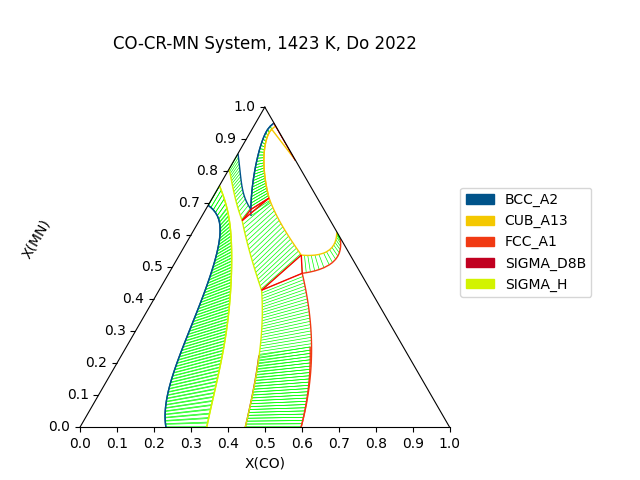 CO-CR-MN System, 1423 K, Do 2022
1.0
0.9
0.8
0.7
0.6
0.5
0.4
0.3
0.2
0.1
0.0
X(MN)
0.0 0.1 0.2 0.3 0.4 0.5 0.6 0.7 0.8 0.9 1.0
X(CO)
BCC_A2
CUB_A13
FCC_A1
SIGMA_D8B
SIGMA_H